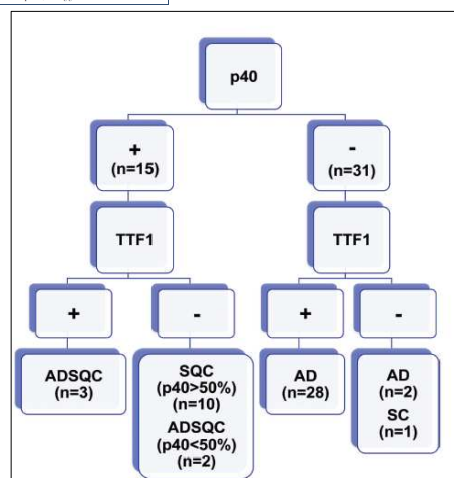 p40
+
(n=15)
-
(n=31)
TTF1
TTF1
+
-
+
-
ADSQC
(n=3)
SQC
(p40>50%)
(n=10)
ADSQC
(p40<50%)
(n=2)
AD
(n=28)
AD
(n=2)
SC
(n=1)